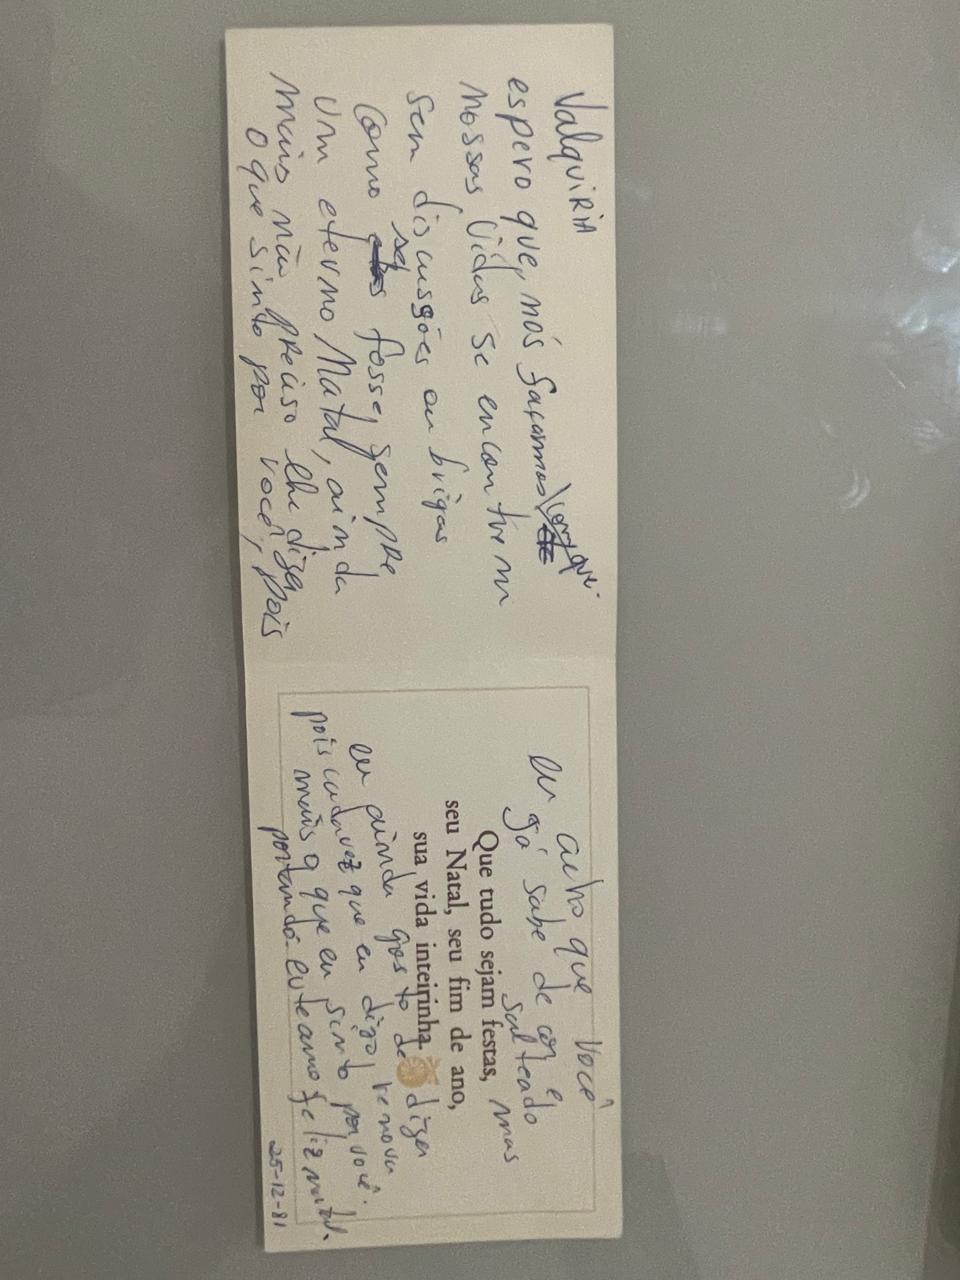 Valquiria
espero que, nós façamos com que.
nossas vidas se encontrem
sem discussões ou brigas
como se fosse, sempre,
um eterno Natal, ainda
mais não preciso lhe dizer
o que sinto por você, pois
eu acho que você
já sabe de cor e
salteado
Que tudo sejam festas, mas
seu Natal, seu fim de ano,
sua vida inteirinha.
eu ainda gosto de dizer
pois cada vez que eu digo, renova
mais o que eu sinto por você.
portando. eu te amo feliz natal.
25-12-81